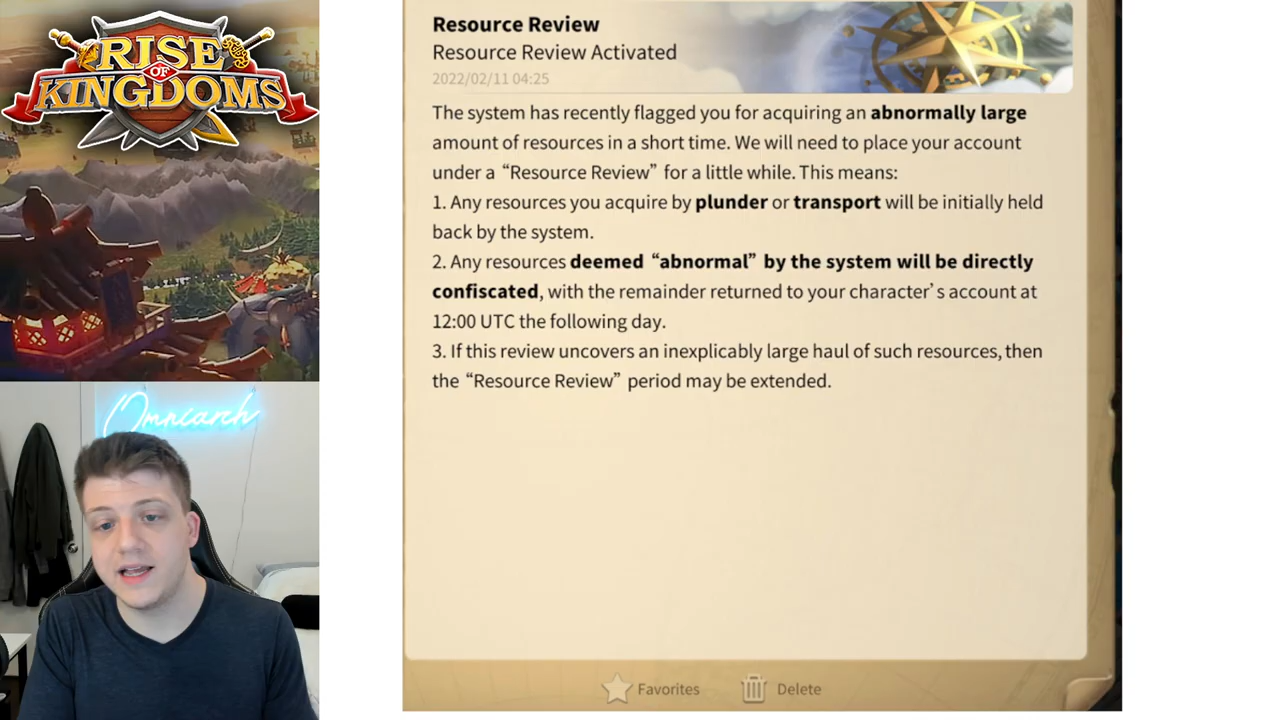 RISE
OF
KINGDOMS
Omniarch
Resource Review
Resource Review Activated
2022/02/11 04:25
The system has recently flagged you for acquiring an abnormally large
amount of resources in a short time. We will need to place your account
under a “Resource Review” for a little while. This means:
1. Any resources you acquire by plunder or transport will be initially held
back by the system.
2. Any resources deemed “abnormal” by the system will be directly
confiscated, with the remainder returned to your character’s account at
12:00 UTC the following day.
3. If this review uncovers an inexplicably large haul of such resources, then
the “Resource Review” period may be extended.
Favorites
Delete